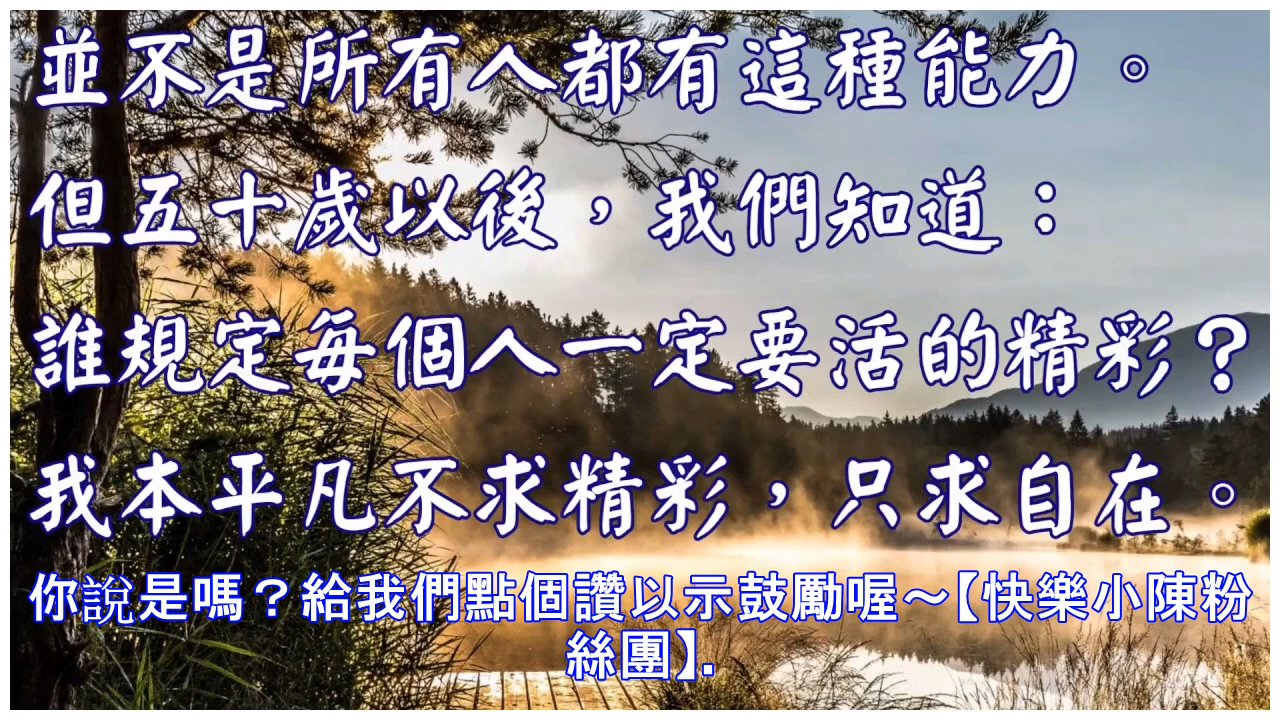 並不是所有人都有這種能力。
但五十歲以後，我們知道：
誰規定每個人一定要活的精彩？
我本平凡不求精彩，只求自在。
你說是嗎？給我們點個讚以示鼓勵喔～【快樂小陳粉
絲團】.